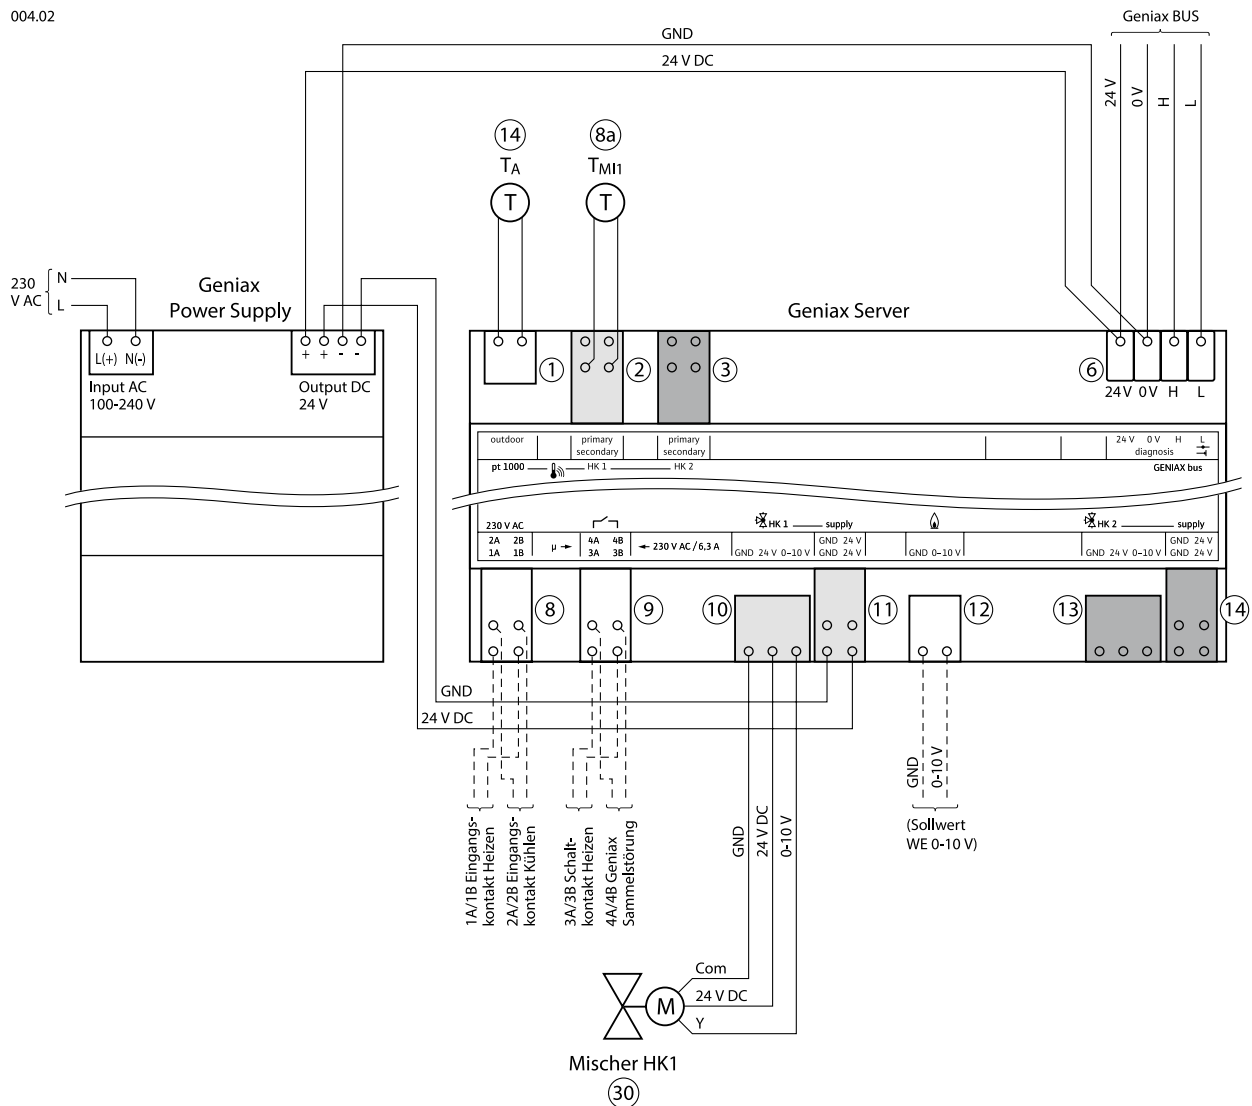 004.02
Geniax BUS
GND
24 V DC
24 V
0 V
H
L
14
TA
T
8a
TMI1
T
230
V AC
N
L
Geniax
Power Supply
Geniax Server
L(+) N(-)
+ + - -
Input AC
100-240 V
Output DC
24 V
1
2
3
6
24 V 0 V H L
outdoor
primary
secondary
primary
secondary
24 V 0 V H L
diagnosis
pt 1000
HK 1
HK 2
GENIAX bus
230 V AC
HK 1
supply
HK 2
supply
2A 2B
1A 1B
µ
4A 4B
3A 3B
230 V AC / 6,3 A
GND 24 V 0-10 V
GND 24 V
GND 24 V
GND 0-10 V
GND 24 V 0-10 V
GND 24 V
GND 24 V
8
9
10
11
12
13
14
GND
24 V DC
1A/1B Eingangs-
kontakt Heizen
2A/2B Eingangs-
kontakt Kühlen
3A/3B Schalt-
kontakt Heizen
4A/4B Geniax
Sammelstörung
GND
24 V DC
0-10 V
GND
0-10 V
(Sollwert
WE 0-10 V)
Com
24 V DC
Y
M
Mischer HK1
30